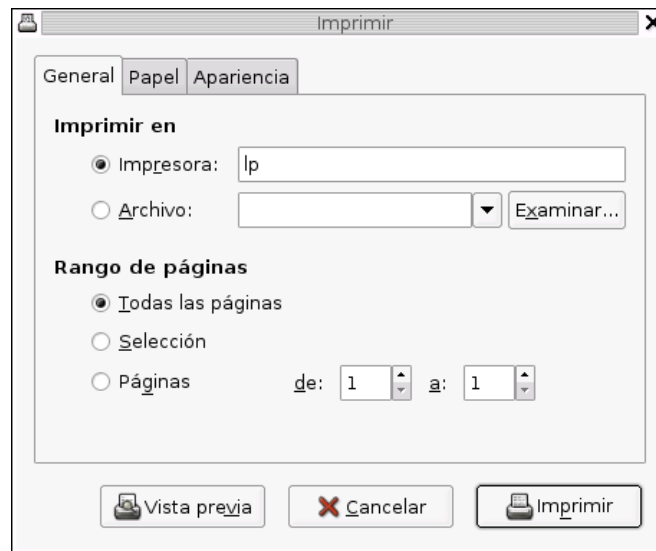 Imprimir
General Papel Apariencia
Imprimir en
Impresora: lp
Archivo: Examinar...
Rango de páginas
Todas las páginas
Selección
Páginas de: 1 a: 1
Vista previa Cancelar Imprimir